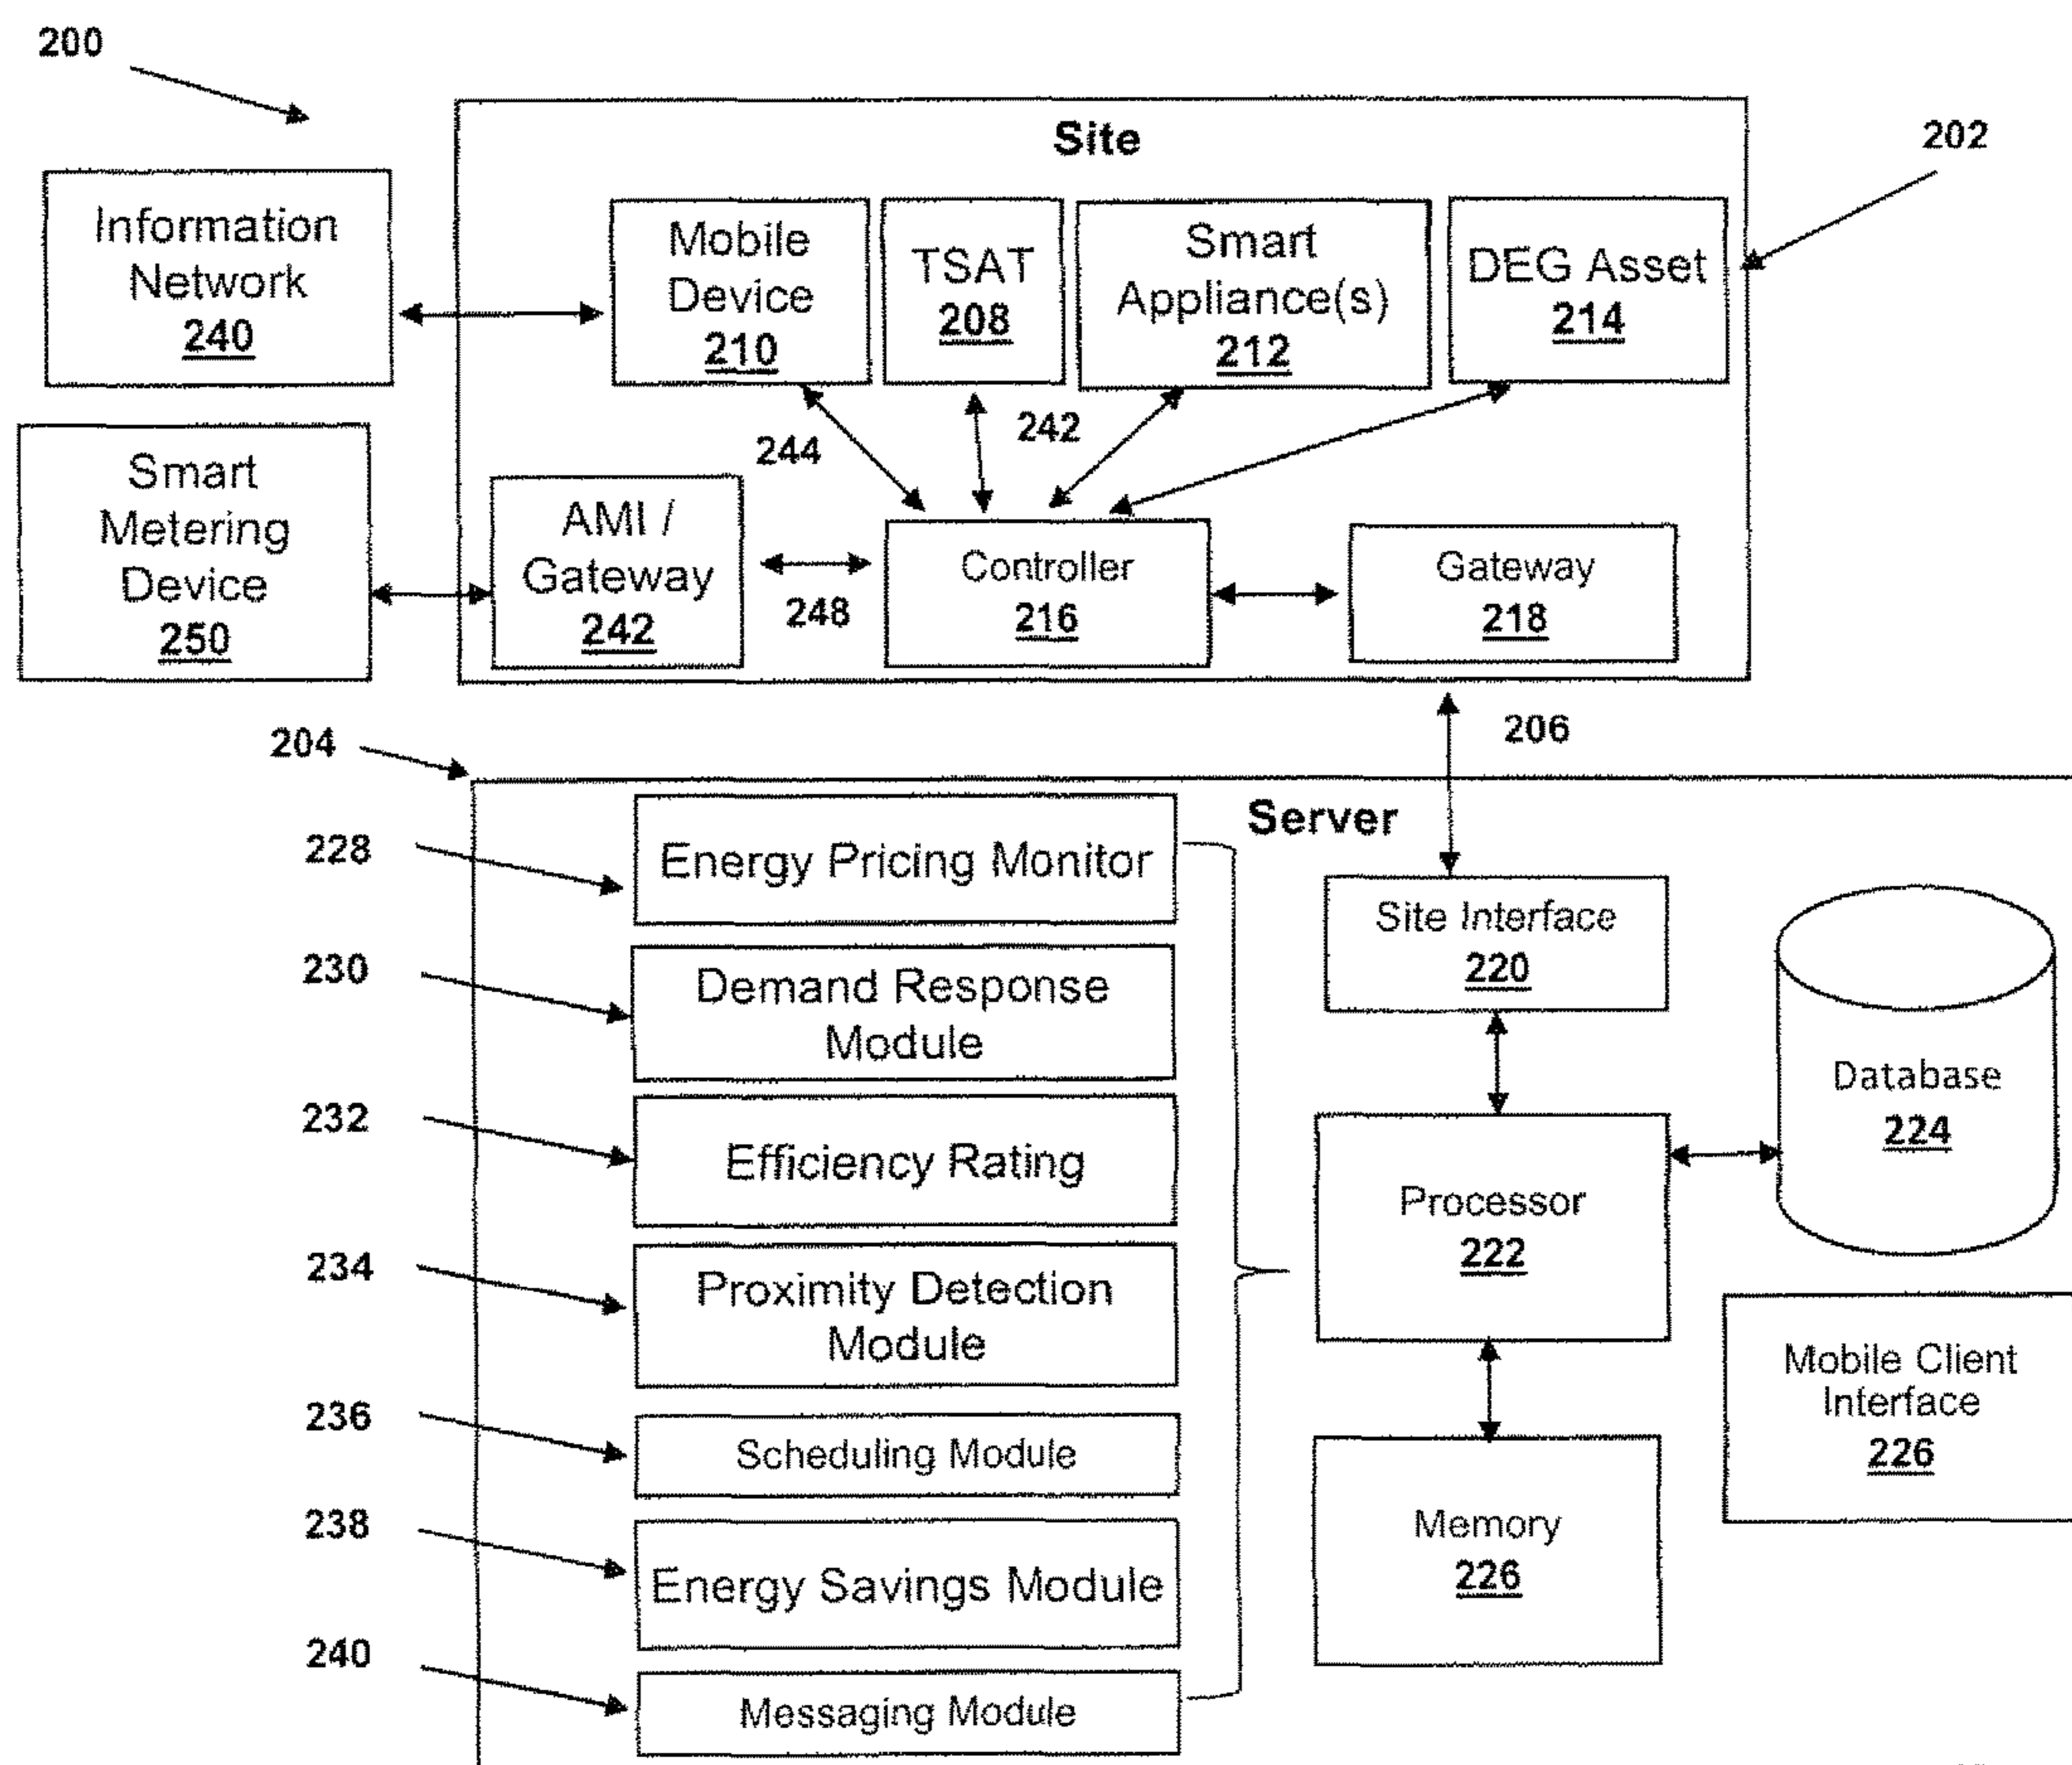 200
Site
202
Information
Network
240
Mobile
Device
210
TSAT
208
Smart
Appliance(s)
212
DEG Asset
214
244
242
Smart
Metering
Device
250
AMI /
Gateway
242
248
Controller
216
Gateway
218
206
204
Server
228
Energy Pricing Monitor
230
Demand Response
Module
232
Efficiency Rating
234
Proximity Detection
Module
236
Scheduling Module
238
Energy Savings Module
240
Messaging Module
Site Interface
220
Processor
222
Database
224
Mobile Client
Interface
226
Memory
226